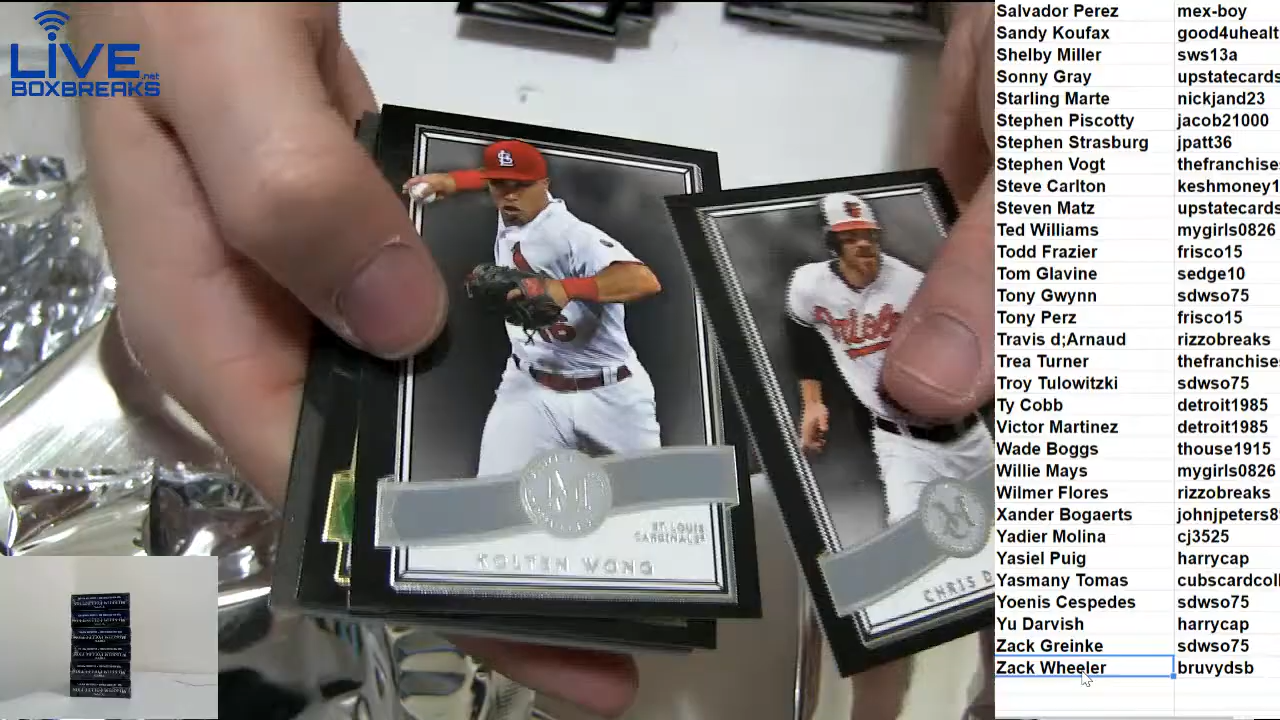 LIVE
.net
BOXBREAKS
M
ST. LOUIS
CARDINALS
KOLTEN WONG
16
Orioles
M
CHRIS D
Salvador Perez mex-boy
Sandy Koufax good4uhealt
Shelby Miller sws13a
Sonny Gray upstatecards
Starling Marte nickjand23
Stephen Piscotty jacob21000
Stephen Strasburg jpatt36
Stephen Vogt thefranchise
Steve Carlton keshmoney1
Steven Matz upstatecards
Ted Williams mygirls0826
Todd Frazier frisco15
Tom Glavine sedge10
Tony Gwynn sdwso75
Tony Perz frisco15
Travis d;Arnaud rizzobreaks
Trea Turner thefranchise
Troy Tulowitzki sdwso75
Ty Cobb detroit1985
Victor Martinez detroit1985
Wade Boggs thouse1915
Willie Mays mygirls0826
Wilmer Flores rizzobreaks
Xander Bogaerts johnjpeters8
Yadier Molina cj3525
Yasiel Puig harrycap
Yasmany Tomas cubscardcoll
Yoenis Cespedes sdwso75
Yu Darvish harrycap
Zack Greinke sdwso75
Zack Wheeler bruvydsb